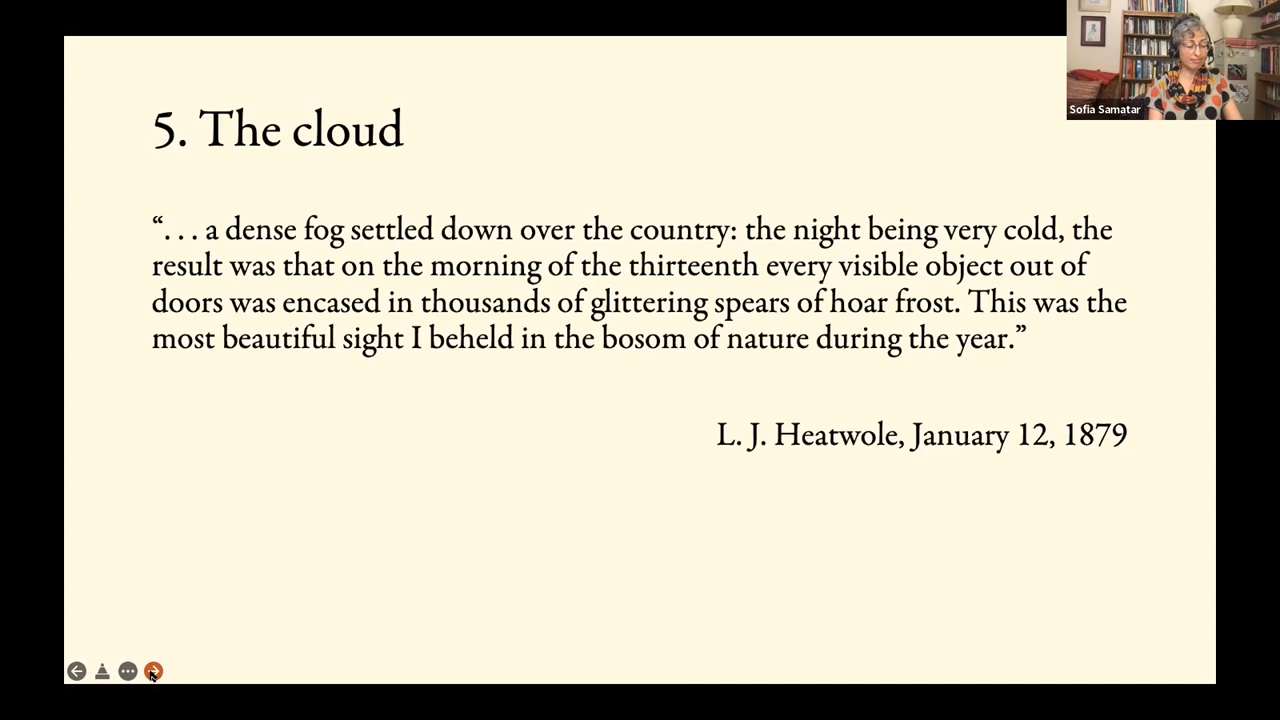 5. The cloud
“. . . a dense fog settled down over the country: the night being very cold, the
result was that on the morning of the thirteenth every visible object out of
doors was encased in thousands of glittering spears of hoar frost. This was the
most beautiful sight I beheld in the bosom of nature during the year.”
L. J. Heatwole, January 12, 1879
Sofia Samatar